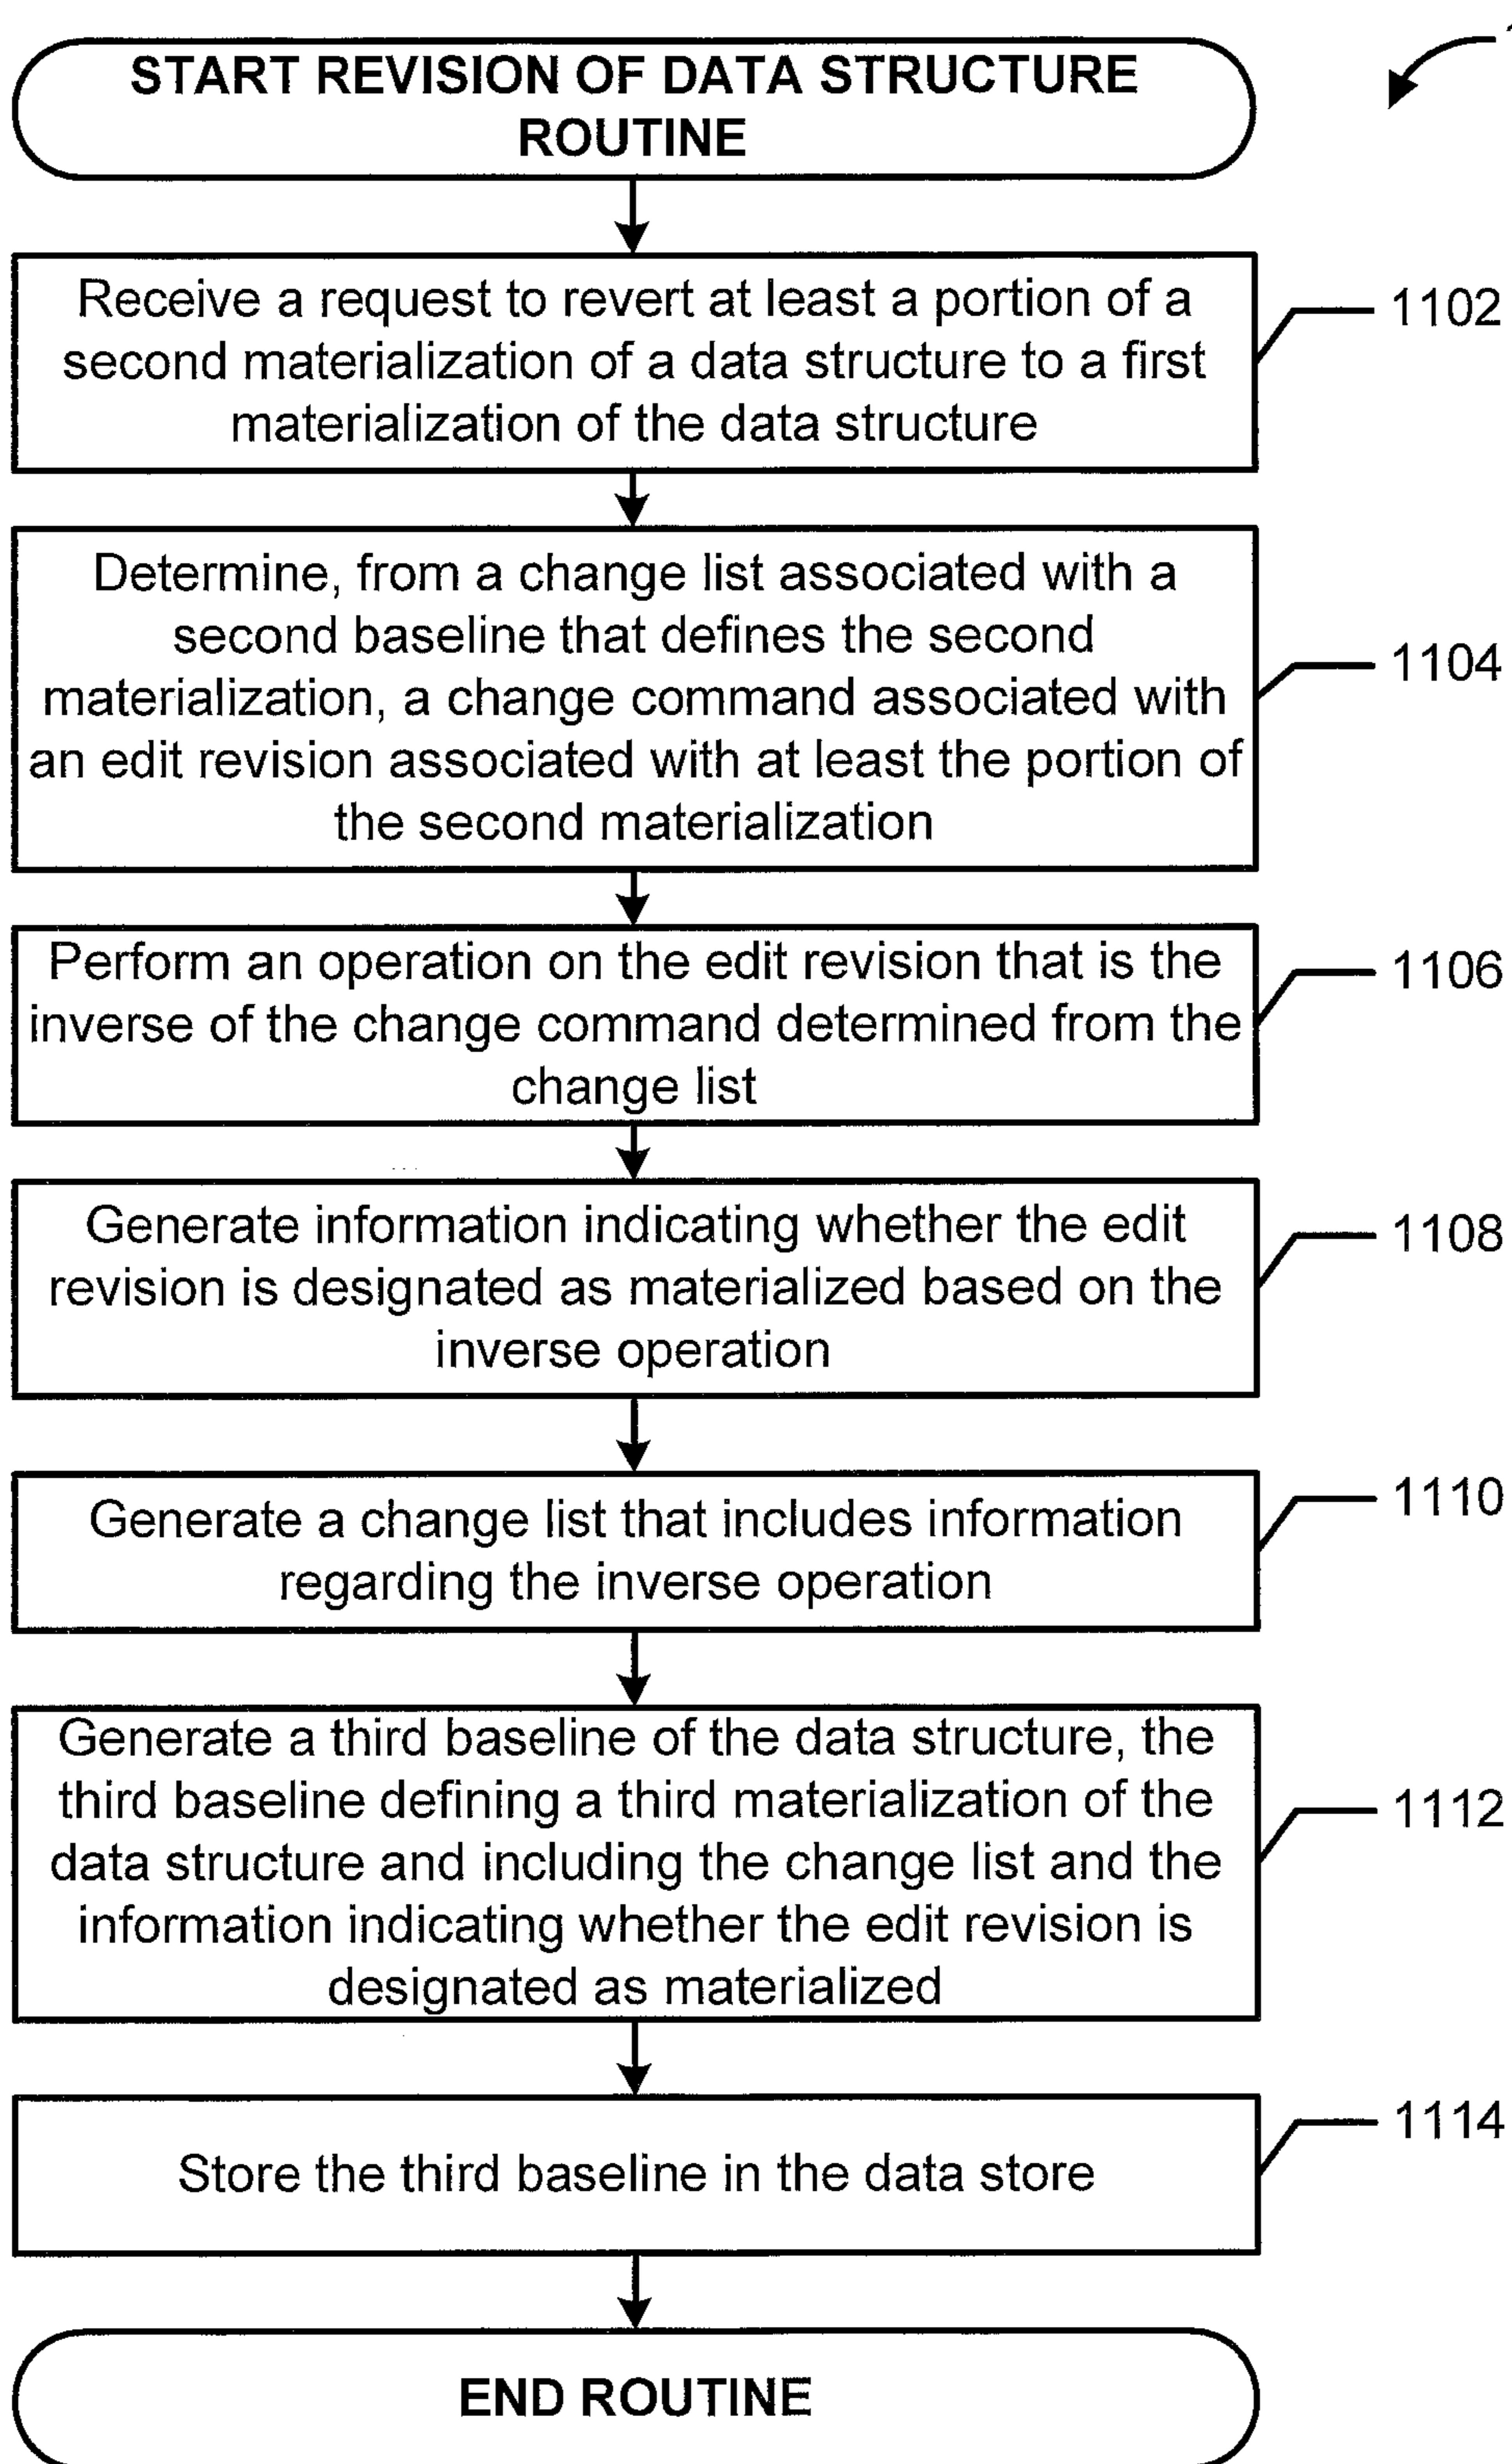 START REVISION OF DATA STRUCTURE
ROUTINE
Receive a request to revert at least a portion of a
second materialization of a data structure to a first
materialization of the data structure
1102
Determine, from a change list associated with a
second baseline that defines the second
materialization, a change command associated with
an edit revision associated with at least the portion of
the second materialization
1104
Perform an operation on the edit revision that is the
inverse of the change command determined from the
change list
1106
Generate information indicating whether the edit
revision is designated as materialized based on the
inverse operation
1108
Generate a change list that includes information
regarding the inverse operation
1110
Generate a third baseline of the data structure, the
third baseline defining a third materialization of the
data structure and including the change list and the
information indicating whether the edit revision is
designated as materialized
1112
Store the third baseline in the data store
1114
END ROUTINE